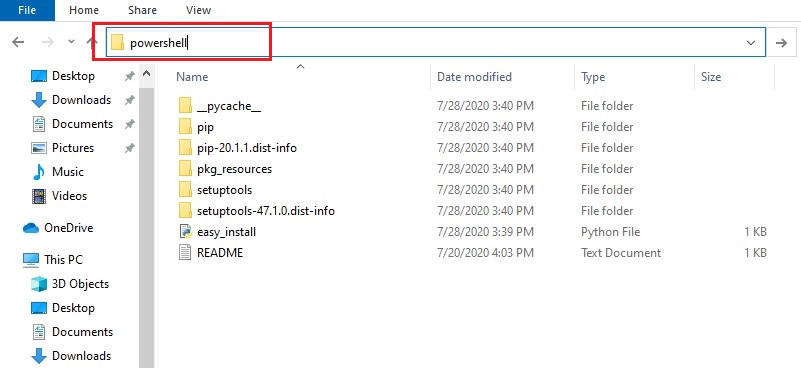 File Home Share View
powershell
Name Date modified Type Size
Desktop
Downloads
Documents
Pictures
Music
Videos
OneDrive
This PC
3D Objects
Desktop
Documents
Downloads
__pycache__ 7/28/2020 3:40 PM File folder
pip 7/28/2020 3:40 PM File folder
pip-20.1.1.dist-info 7/28/2020 3:40 PM File folder
pkg_resources 7/28/2020 3:40 PM File folder
setuptools 7/28/2020 3:40 PM File folder
setuptools-47.1.0.dist-info 7/28/2020 3:40 PM File folder
easy_install 7/28/2020 3:39 PM Python File 1 KB
README 7/20/2020 4:03 PM Text Document 1 KB